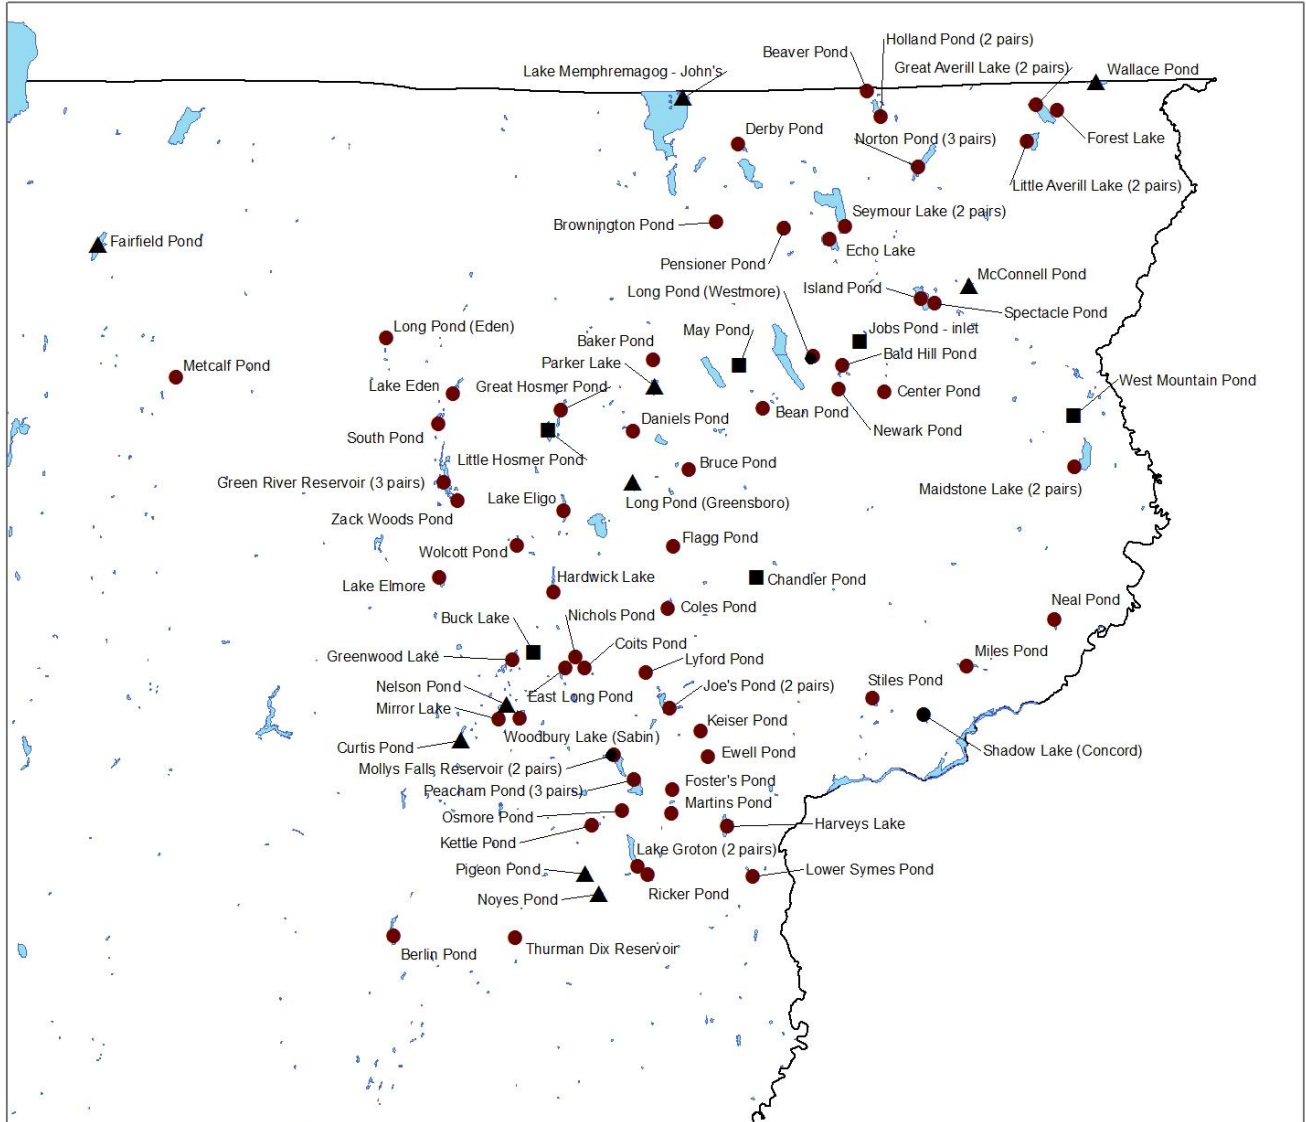 Holland Pond (2 pairs)
Beaver Pond
Great Averill Lake (2 pairs)
Wallace Pond
Lake Memphremagog - John's
Derby Pond
Norton Pond (3 pairs)
Forest Lake
Little Averill Lake (2 pairs)
Seymour Lake (2 pairs)
Brownington Pond
Fairfield Pond
Echo Lake
Pensioner Pond
McConnell Pond
Island Pond
Long Pond (Westmore)
Spectacle Pond
Long Pond (Eden)
May Pond
Jobs Pond - inlet
Baker Pond
Bald Hill Pond
Parker Lake
Metcalf Pond
West Mountain Pond
Lake Eden
Great Hosmer Pond
Center Pond
Bean Pond
Daniels Pond
Newark Pond
South Pond
Little Hosmer Pond
Bruce Pond
Green River Reservoir (3 pairs)
Maidstone Lake (2 pairs)
Lake Eligo
Long Pond (Greensboro)
Zack Woods Pond
Flagg Pond
Wolcott Pond
Hardwick Lake
Chandler Pond
Lake Elmore
Neal Pond
Coles Pond
Nichols Pond
Buck Lake
Coits Pond
Miles Pond
Greenwood Lake
Lyford Pond
Stiles Pond
Nelson Pond
Joe's Pond (2 pairs)
East Long Pond
Mirror Lake
Keiser Pond
Woodbury Lake (Sabin)
Curtis Pond
Shadow Lake (Concord)
Ewell Pond
Mollys Falls Reservoir (2 pairs)
Foster's Pond
Peacham Pond (3 pairs)
Martins Pond
Osmore Pond
Harveys Lake
Kettle Pond
Lake Groton (2 pairs)
Pigeon Pond
Lower Symes Pond
Ricker Pond
Noyes Pond
Thurman Dix Reservoir
Berlin Pond